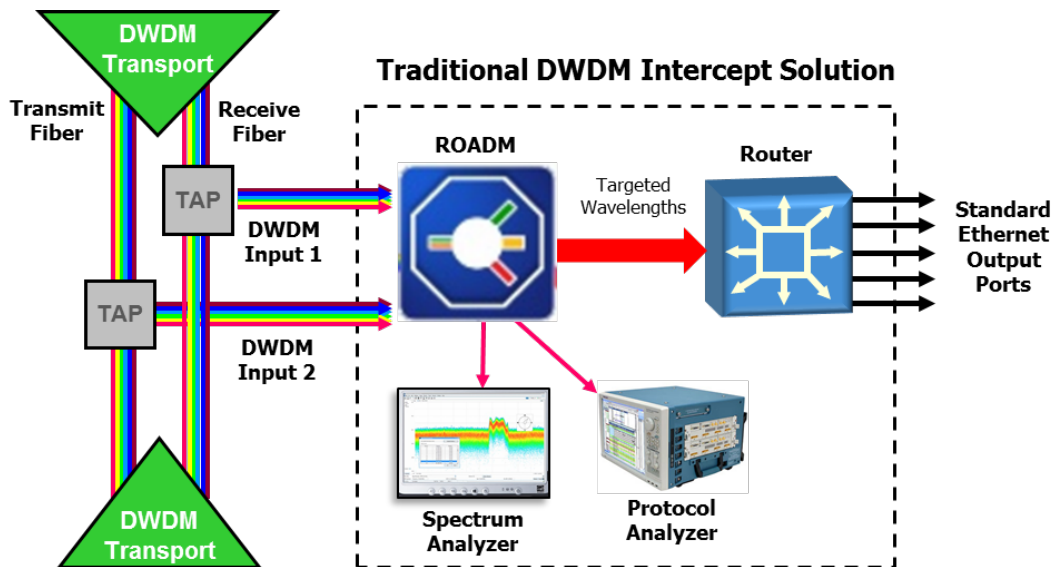 DWDM
Transport
Traditional DWDM Intercept Solution
Transmit
Fiber
Receive
Fiber
ROADM
Router
TAP
DWDM
Input 1
Targeted
Wavelengths
Standard
Ethernet
Output
Ports
TAP
DWDM
Input 2
Spectrum
Analyzer
Protocol
Analyzer
DWDM
Transport